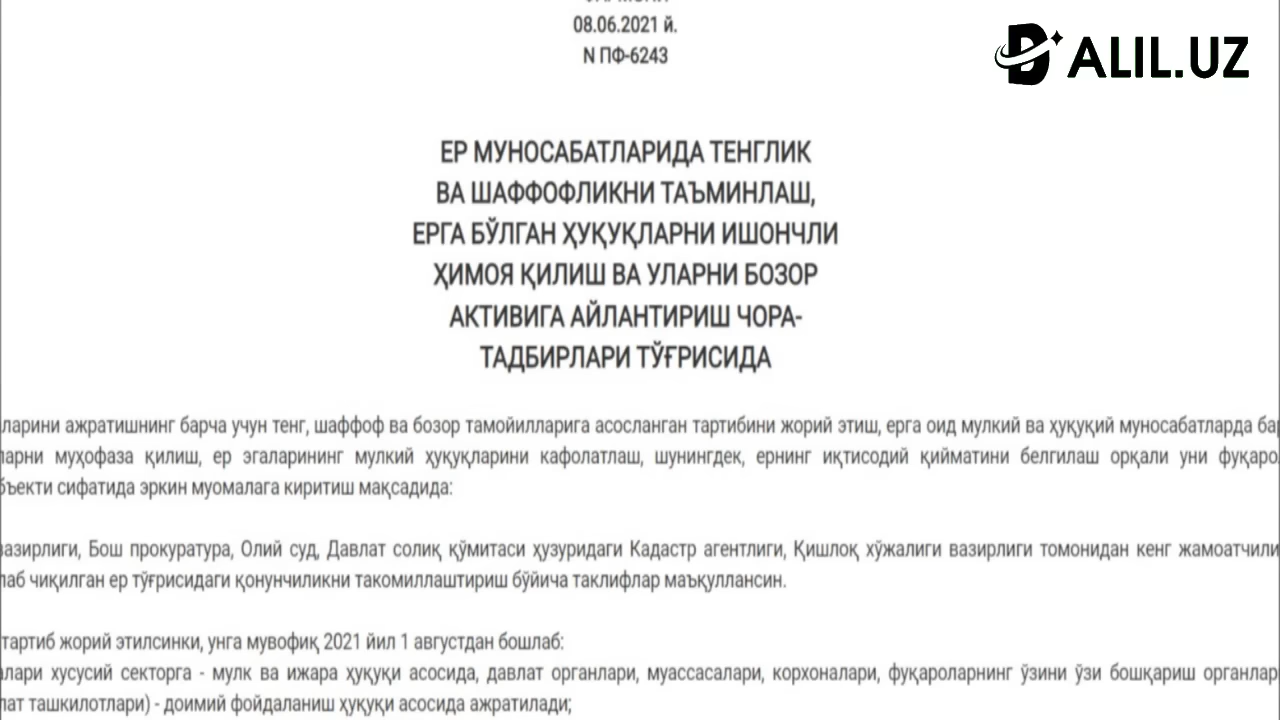 08.06.2021 й.
N ПФ-6243
ALIL.UZ
ЕР МУНОСАБАТЛАРИДА ТЕНГЛИК
ВА ШАФФОФЛИКНИ ТАЪМИНЛАШ,
ЕРГА БЎЛГАН ҲУҚУҚЛАРНИ ИШОНЧЛИ
ҲИМОЯ ҚИЛИШ ВА УЛАРНИ БОЗОР
АКТИВИГА АЙЛАНТИРИШ ЧОРА-
ТАДБИРЛАРИ ТЎҒРИСИДА
ларини ажратишнинг барча учун тенг, шаффоф ва бозор тамойилларига асосланган тартибини жорий этиш, ерга оид мулкий ва ҳуқуқий муносабатларда
ларни муҳофаза қилиш, ер эгаларининг мулкий ҳуқуқларини кафолатлаш, шунингдек, ернинг иқтисодий қийматини белгилаш орқали уни фуқаро
бъекти сифатида эркин муомалага киритиш мақсадида:
вазирлиги, Бош прокуратура, Олий суд, Давлат солиқ қўмитаси ҳузуридаги Кадастр агентлиги, Қишлоқ хўжалиги вазирлиги томонидан кенг жамоатчили
лаб чиқилган ер тўғрисидаги қонунчиликни такомиллаштириш бўйича таклифлар маъқуллансин.
тартиб жорий этилсинки, унга мувофиқ 2021 йил 1 августдан бошлаб:
алари хусусий секторга - мулк ва ижара ҳуқуқи асосида, давлат органлари, муассасалари, корхоналари, фуқароларнинг ўзини ўзи бошқариш органлар
лат ташкилотлари) - доимий фойдаланиш ҳуқуқи асосида ажратилади;